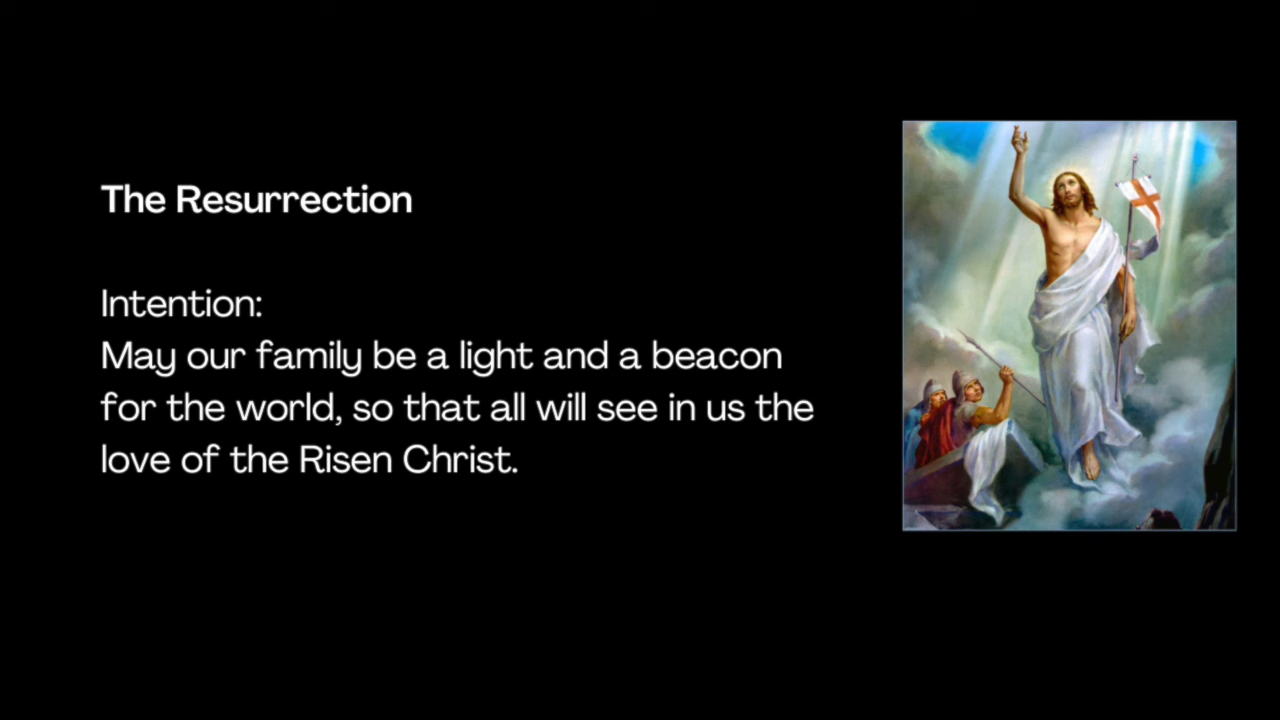 The Resurrection
Intention:
May our family be a light and a beacon
for the world, so that all will see in us the
love of the Risen Christ.